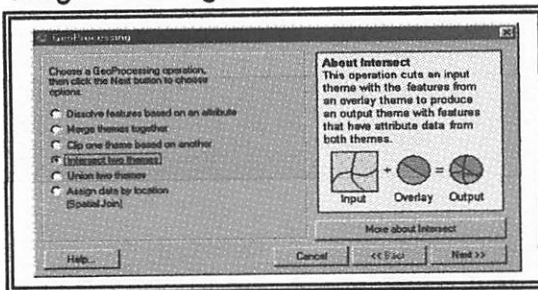 GeoProcessing
Choose a GeoProcessing operation,
then click the Next button to choose
options.
Dissolve features based on an attribute
Merge themes together
Clip one theme based on another
Intersect two themes
Union two themes
Assign data by location
(Spatial Join)
About Intersect
This operation cuts an input
theme with the features from
an overlay theme to produce
an output theme with features
that have attribute data from
both themes.
+ =
Input Overlay Output
More about Intersect
Help...
Cancel
<< Back
Next >>